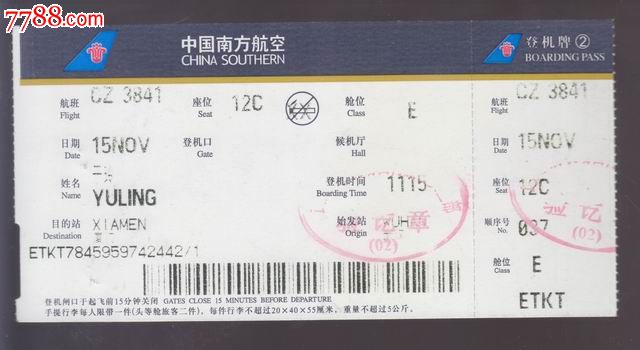 7788.com
中国南方航空
CHINA SOUTHERN
登机牌②
BOARDING PASS
航班 Flight CZ 3841 座位 Seat 12C 舱位 Class E
日期 Date 15NOV 登机口 Gate 候机厅 Hall
姓名 Name YULING 登机时间 Boarding Time 1115
目的站 Destination XIAMEN 始发站 Origin WUH
ETKT7845959742442/1
登机闸口于起飞前15分钟关闭 GATES CLOSE 15 MINUTES BEFORE DEPARTURE
手提行李每人限带一件(头等舱旅客二件)。每件行李不超过20×40×55厘米，重量不超过5公斤。
航班 Flight CZ 3841
日期 Date 15NOV
座位 Seat 12C
顺序号 No. 037
舱位 Class E
ETKT
(02)
(02)